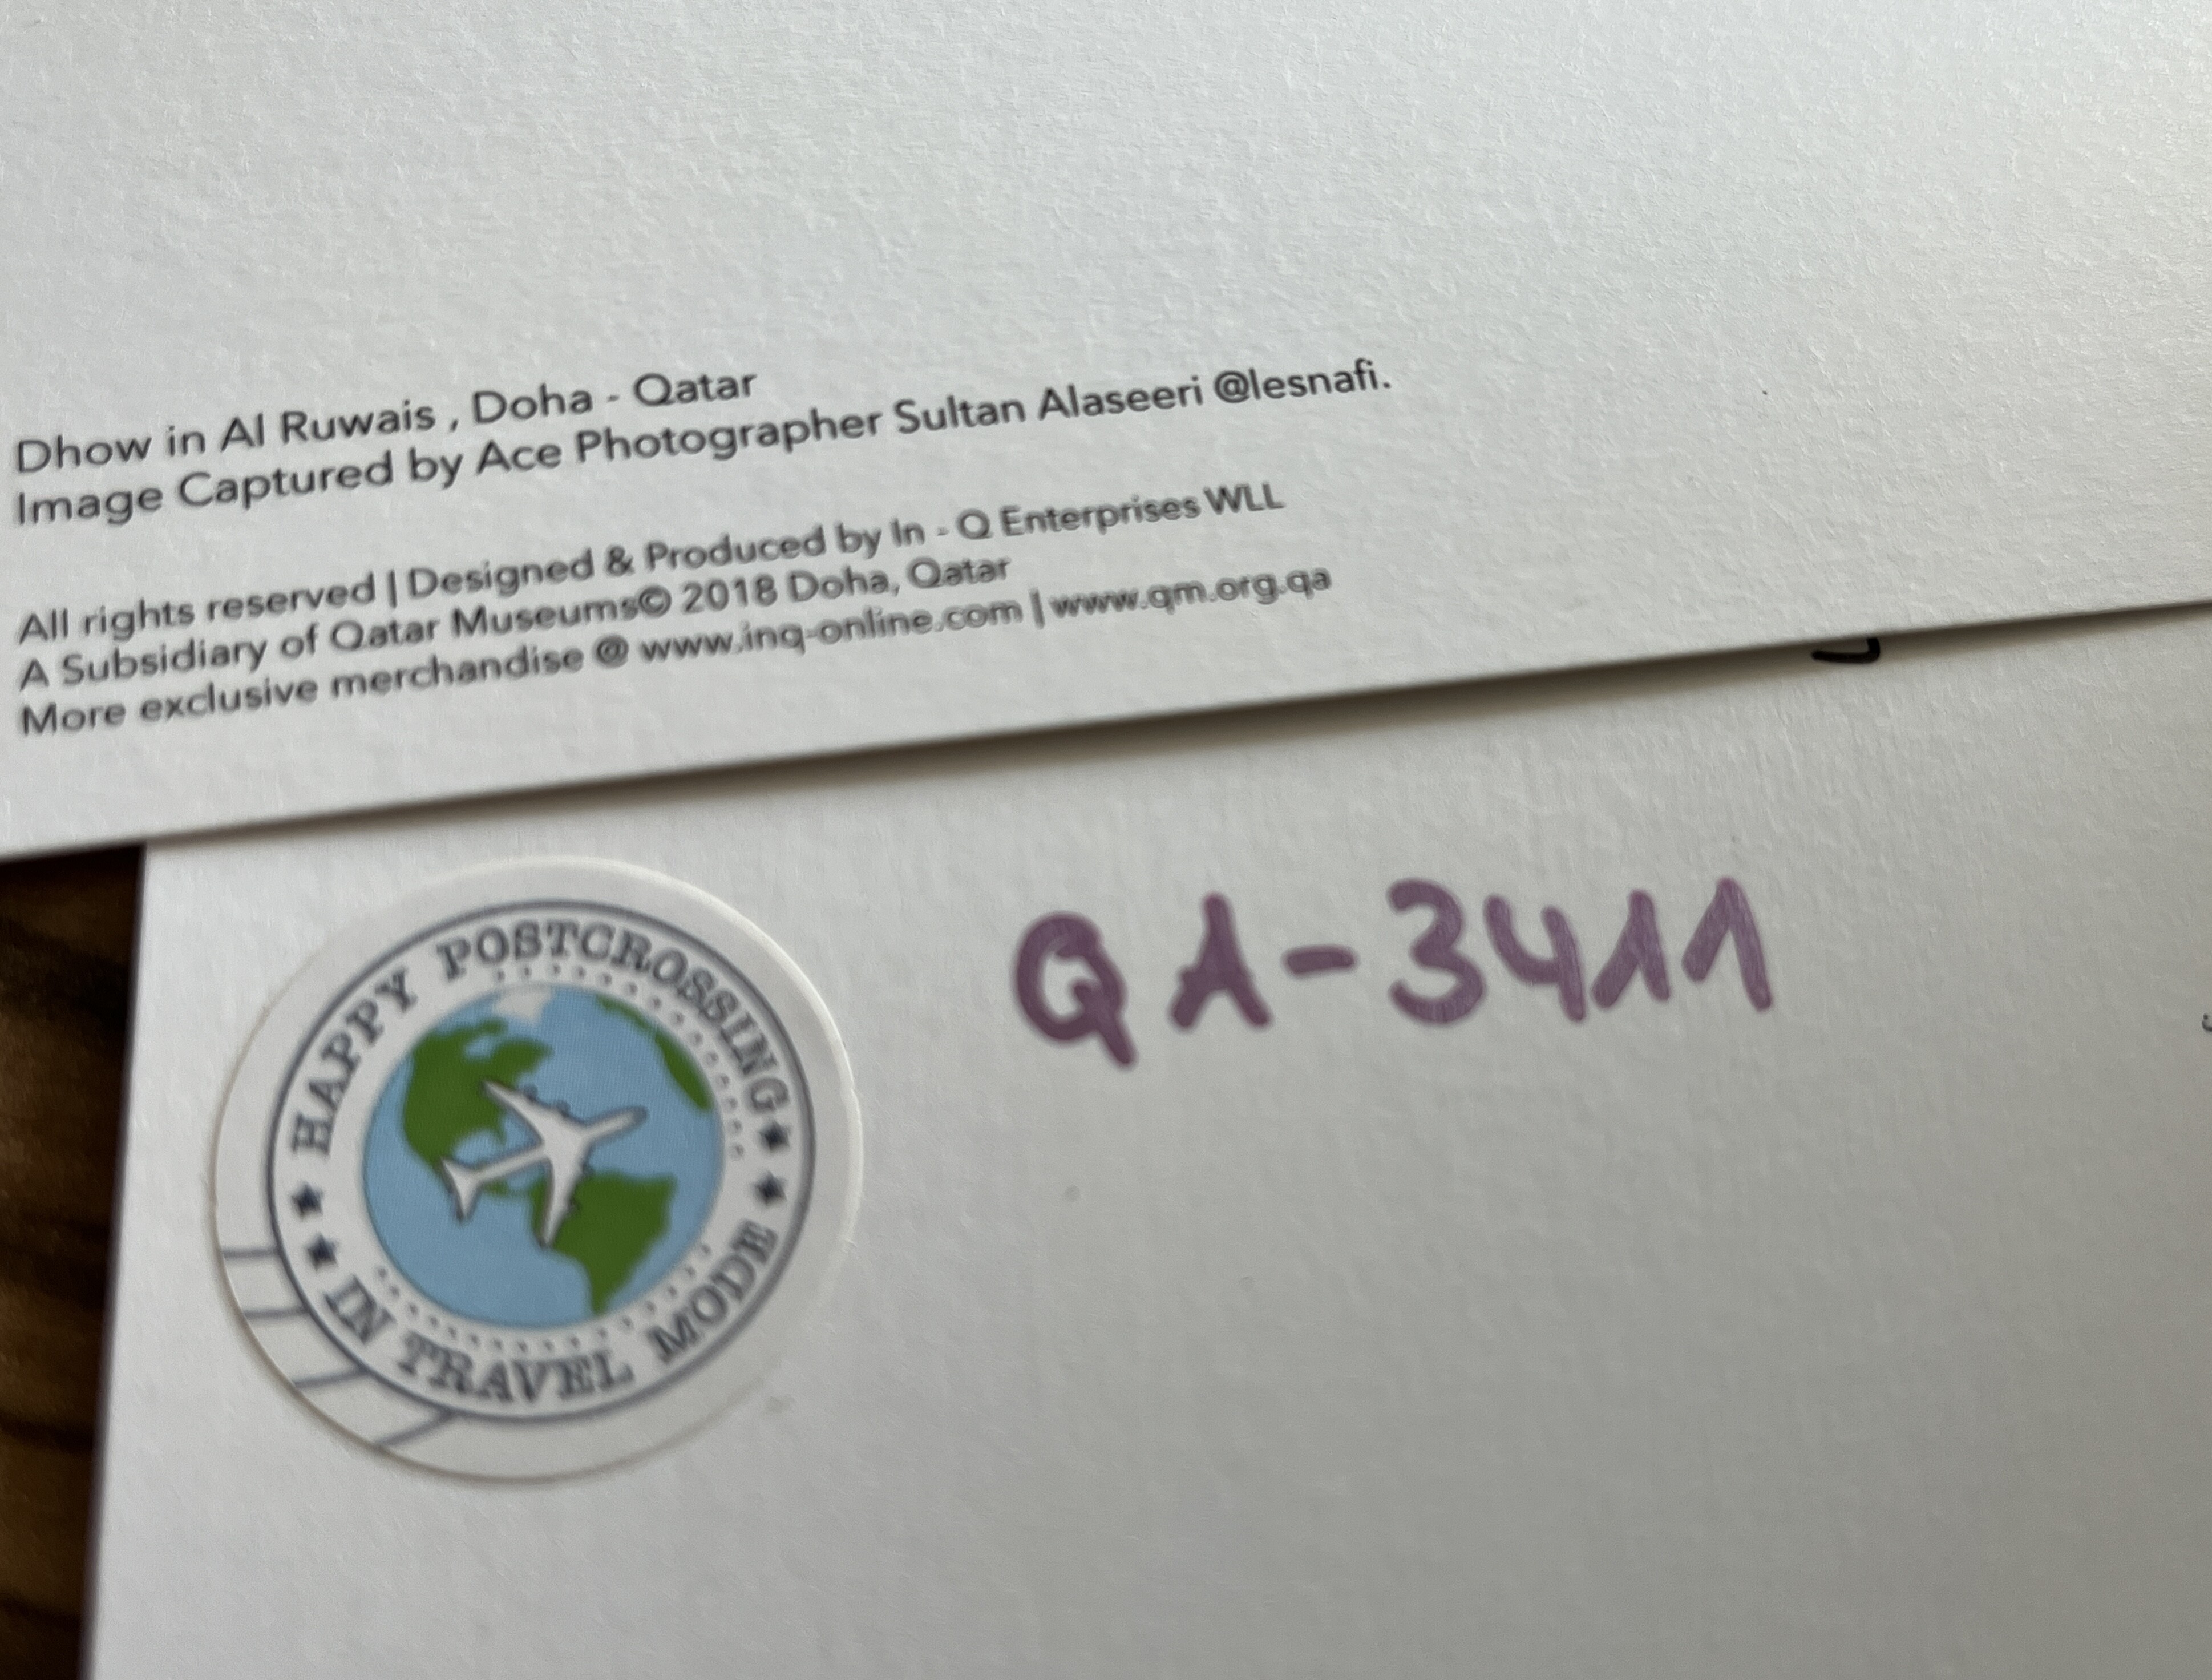 Dhow in Al Ruwais , Doha - Qatar
Image Captured by Ace Photographer Sultan Alaseeri @lesnafi.
All rights reserved | Designed & Produced by In - Q Enterprises WLL
A Subsidiary of Qatar Museums© 2018 Doha, Qatar
More exclusive merchandise @ www.inq-online.com | www.qm.org.qa
QA-3411
★ HAPPY POSTCROSSING ★
★ IN TRAVEL MODE ★